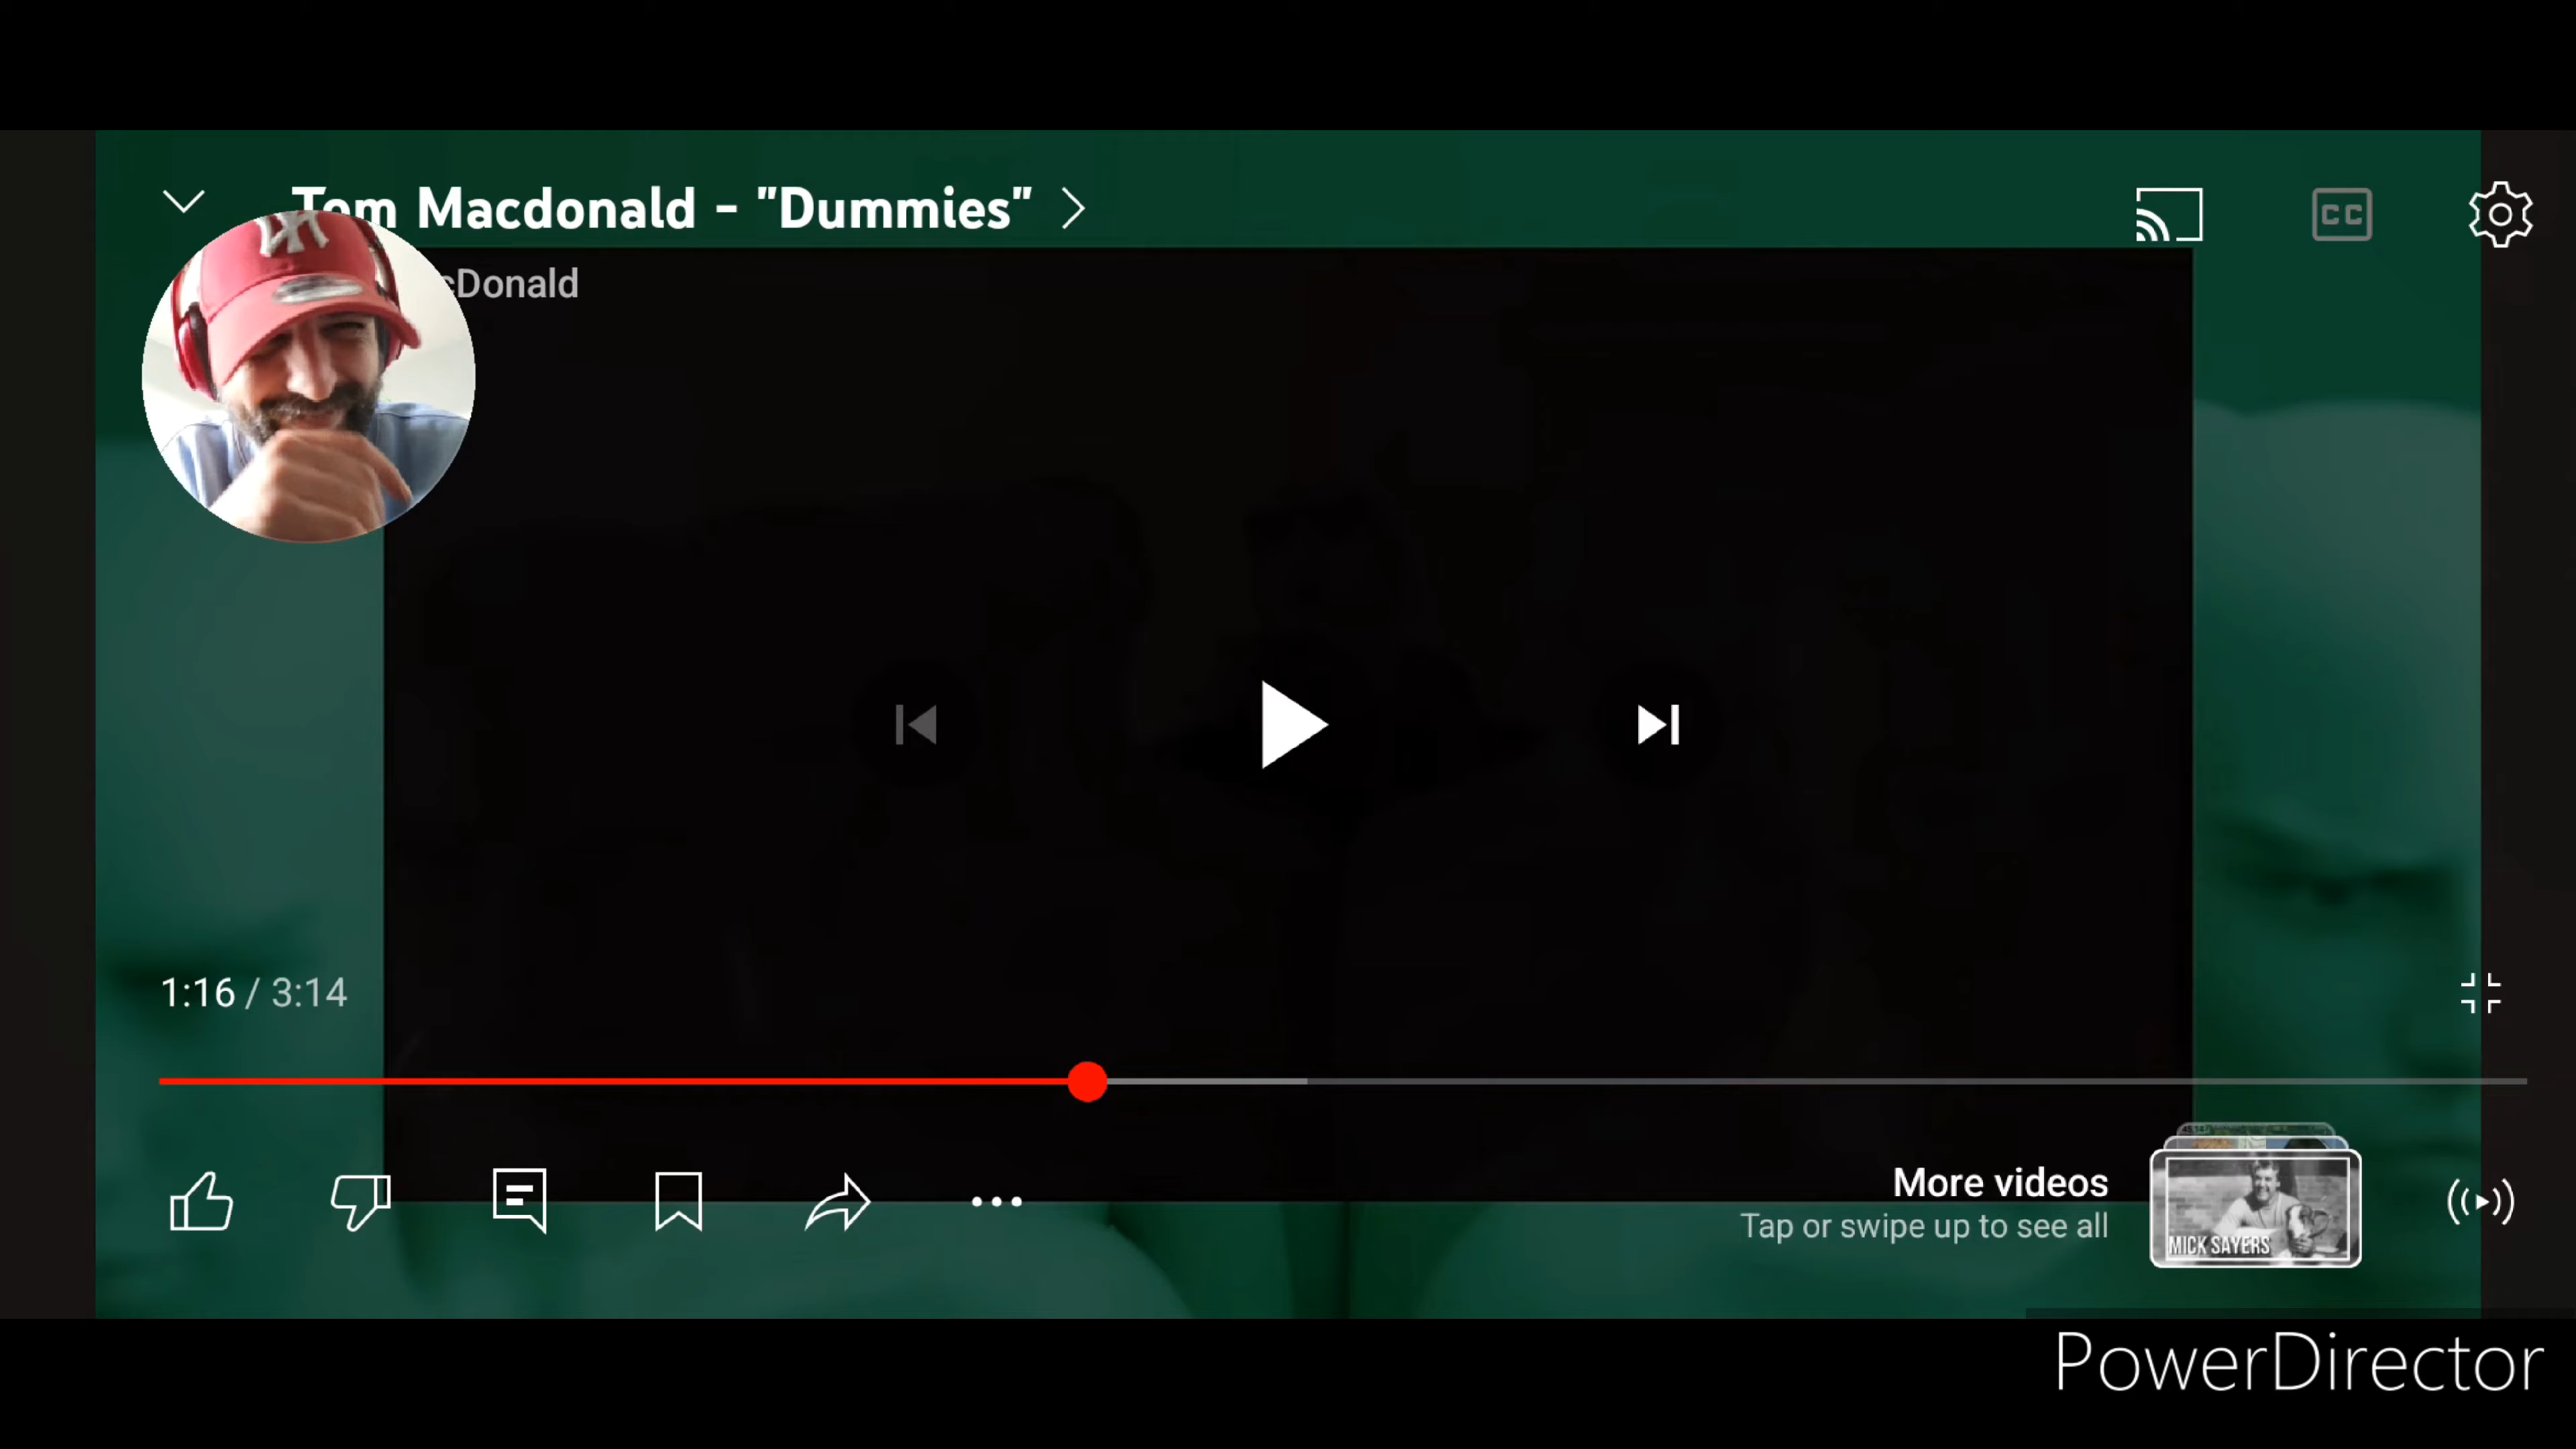 Tom Macdonald - "Dummies"
cDonald
CC
1:16 / 3:14
More videos
Tap or swipe up to see all
MICK SAYERS
PowerDirector